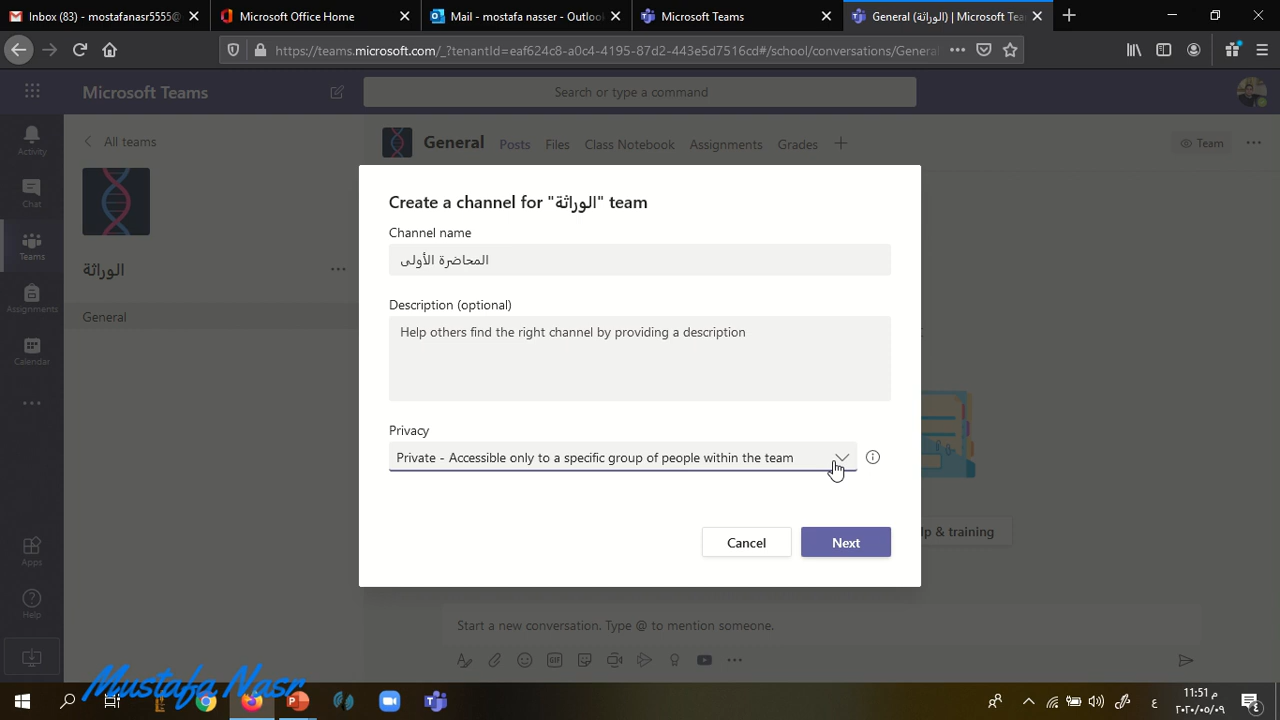 Inbox (83) - mostafanasr5555@
Microsoft Office Home
Mail - mostafa nasser - Outlook
Microsoft Teams
General (الوراثة) | Microsoft Tea
https://teams.microsoft.com/_?tenantId=eaf624c8-a0c4-4195-87d2-443e5d7516cd#/school/conversations/General
Microsoft Teams
Search or type a command
Activity
Chat
Teams
Assignments
Calendar
Apps
Help
All teams
الوراثة
General
General Posts Files Class Notebook Assignments Grades
Team
Create a channel for "الوراثة" team
Channel name
المحاضرة الأولى
Description (optional)
Help others find the right channel by providing a description
Privacy
Private - Accessible only to a specific group of people within the team
Cancel Next
& training
Start a new conversation. Type @ to mention someone.
GIF
Mustafa Nasr
ع
١١:٥١ م
٢٠٢٠/٠٥/٠٩